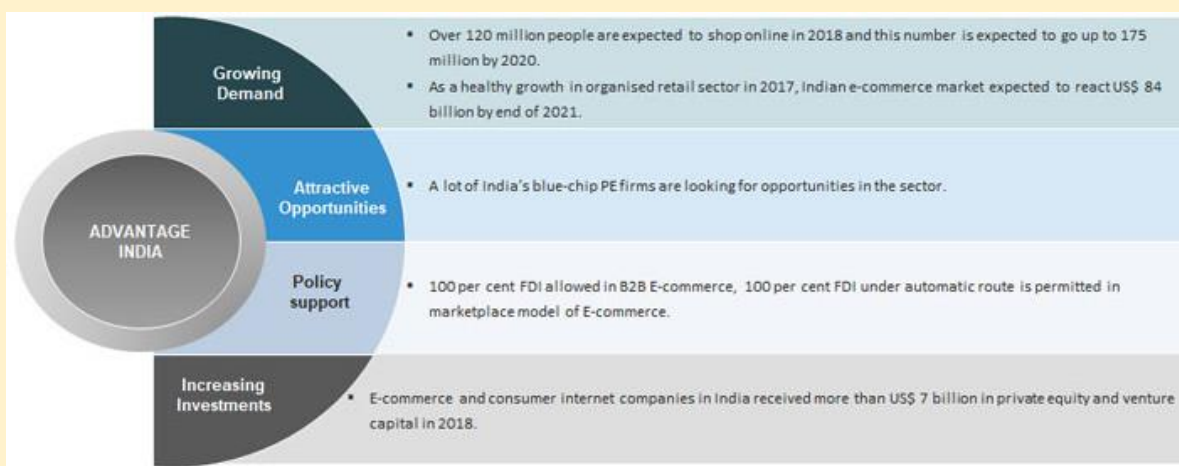 ADVANTAGE
INDIA
Growing
Demand
▪ Over 120 million people are expected to shop online in 2018 and this number is expected to go up to 175
million by 2020.
▪ As a healthy growth in organised retail sector in 2017, Indian e-commerce market expected to react US$ 84
billion by end of 2021.
Attractive
Opportunities
▪ A lot of India's blue-chip PE firms are looking for opportunities in the sector.
Policy
support
▪ 100 per cent FDI allowed in B2B E-commerce, 100 per cent FDI under automatic route is permitted in
marketplace model of E-commerce.
Increasing
Investments
▪ E-commerce and consumer internet companies in India received more than US$ 7 billion in private equity and venture
capital in 2018.